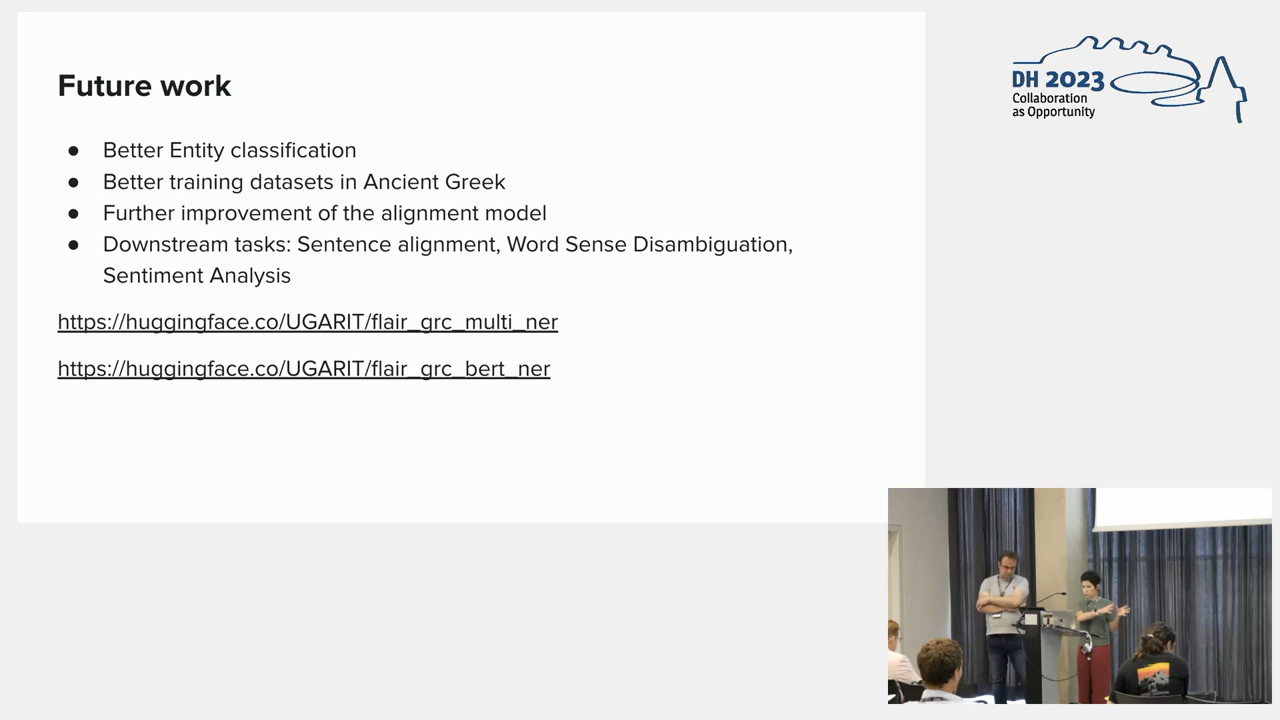 Future work
● Better Entity classification
● Better training datasets in Ancient Greek
● Further improvement of the alignment model
● Downstream tasks: Sentence alignment, Word Sense Disambiguation,
Sentiment Analysis
https://huggingface.co/UGARIT/flair_grc_multi_ner
https://huggingface.co/UGARIT/flair_grc_bert_ner
DH 2023
Collaboration
as Opportunity